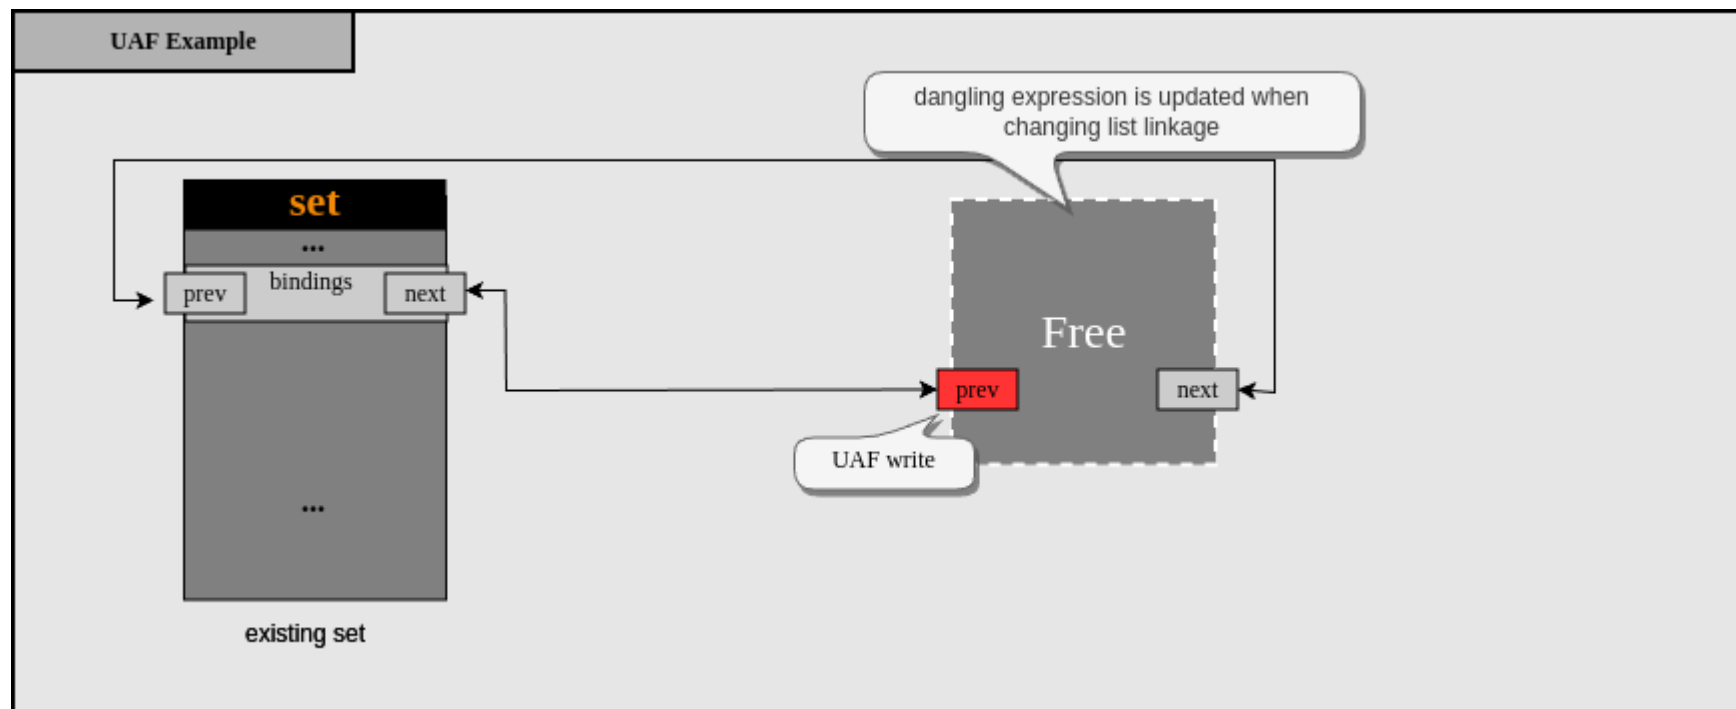 UAF Example
dangling expression is updated when
changing list linkage
set
...
bindings
prev
next
Free
prev
next
UAF write
...
existing set